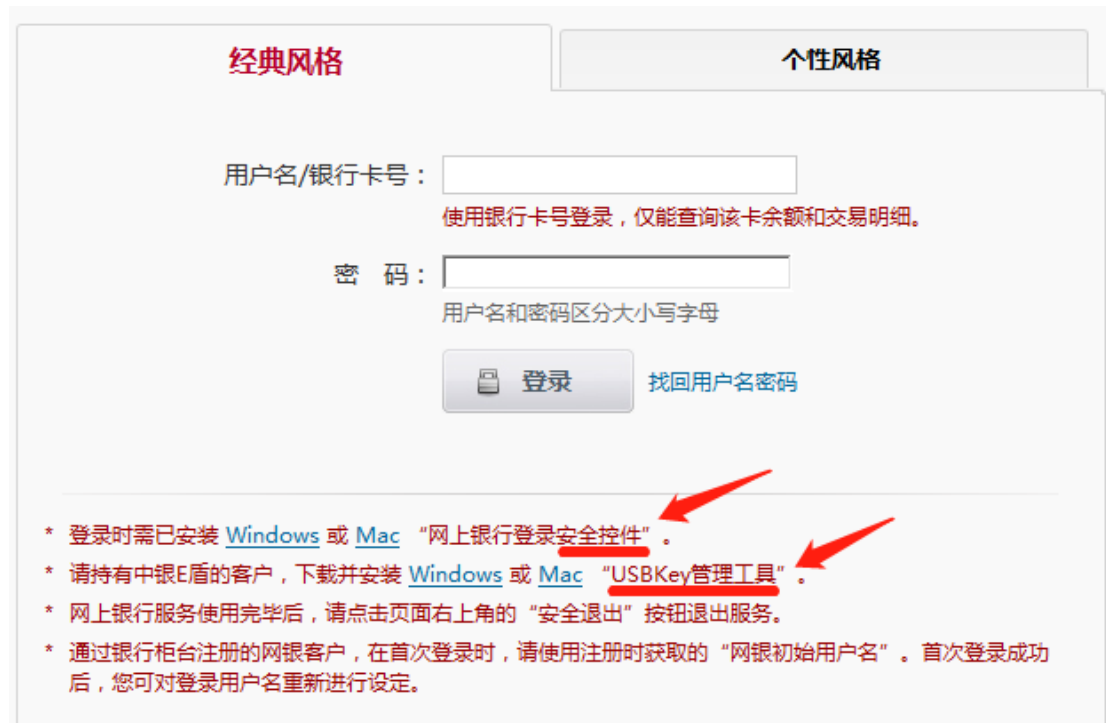 经典风格
个性风格
用户名/银行卡号：
使用银行卡号登录，仅能查询该卡余额和交易明细。
密 码：
用户名和密码区分大小写字母
登录 找回用户名密码
* 登录时需已安装 Windows 或 Mac “网上银行登录安全控件”。
* 请持有中银E盾的客户，下载并安装 Windows 或 Mac “USBKey管理工具”。
* 网上银行服务使用完毕后，请点击页面右上角的“安全退出”按钮退出服务。
* 通过银行柜台注册的网银客户，在首次登录时，请使用注册时获取的“网银初始用户名”。首次登录成功
后，您可对登录用户名重新进行设定。